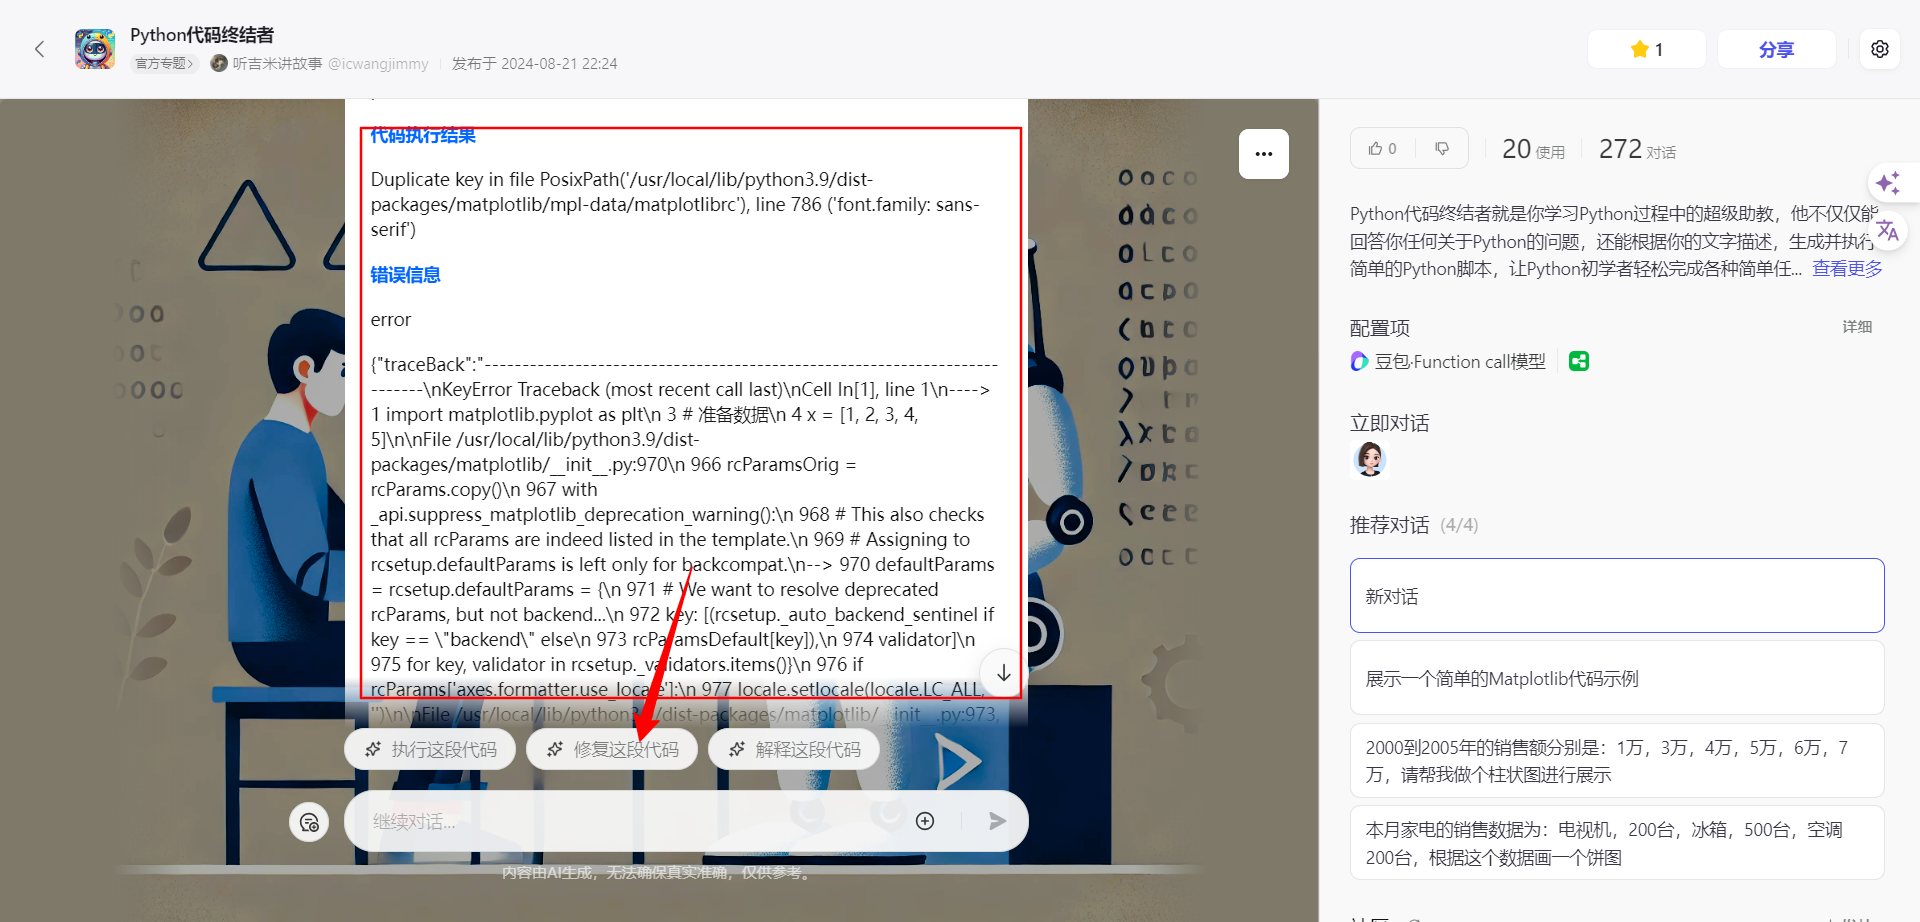 Python代码终结者
官方专题 听吉米讲故事 @icwangjimmy 发布于 2024-08-21 22:24
1
分享
代码执行结果
Duplicate key in file PosixPath('/usr/local/lib/python3.9/dist-
packages/matplotlib/mpl-data/matplotlibrc'), line 786 ('font.family: sans-
serif')
错误信息
error
{"traceBack":"--------------------------------------------------------------------
-------\nKeyError Traceback (most recent call last)\nCell In[1], line 1\n---->
1 import matplotlib.pyplot as plt\n 3 # 准备数据\n 4 x = [1, 2, 3, 4,
5]\n\nFile /usr/local/lib/python3.9/dist-
packages/matplotlib/__init__.py:970\n 966 rcParamsOrig =
rcParams.copy()\n 967 with
_api.suppress_matplotlib_deprecation_warning():\n 968 # This also checks
that all rcParams are indeed listed in the template.\n 969 # Assigning to
rcsetup.defaultParams is left only for backcompat.\n--> 970 defaultParams
= rcsetup.defaultParams = {\n 971 # We want to resolve deprecated
rcParams, but not backend...\n 972 key: [(rcsetup._auto_backend_sentinel if
key == \"backend\" else\n 973 rcParamsDefault[key]),\n 974 validator]\n
975 for key, validator in rcsetup._validators.items()}\n 976 if
rcParams['axes.formatter.use_locale']:\n 977 locale.setlocale(locale.LC_ALL,
'')\n\nFile /usr/local/lib/python3.9/dist-packages/matplotlib/__init__.py:973,
执行这段代码
修复这段代码
解释这段代码
继续对话...
内容由AI生成，无法确保真实准确，仅供参考。
0
20 使用
272 对话
Python代码终结者就是你学习Python过程中的超级助教，他不仅仅能
回答你任何关于Python的问题，还能根据你的文字描述，生成并执行
简单的Python脚本，让Python初学者轻松完成各种简单任... 查看更多
配置项
详细
豆包·Function call模型
立即对话
推荐对话 (4/4)
新对话
展示一个简单的Matplotlib代码示例
2000到2005年的销售额分别是：1万，3万，4万，5万，6万，7
万，请帮我做个柱状图进行展示
本月家电的销售数据为：电视机，200台，冰箱，500台，空调
200台，根据这个数据画一个饼图